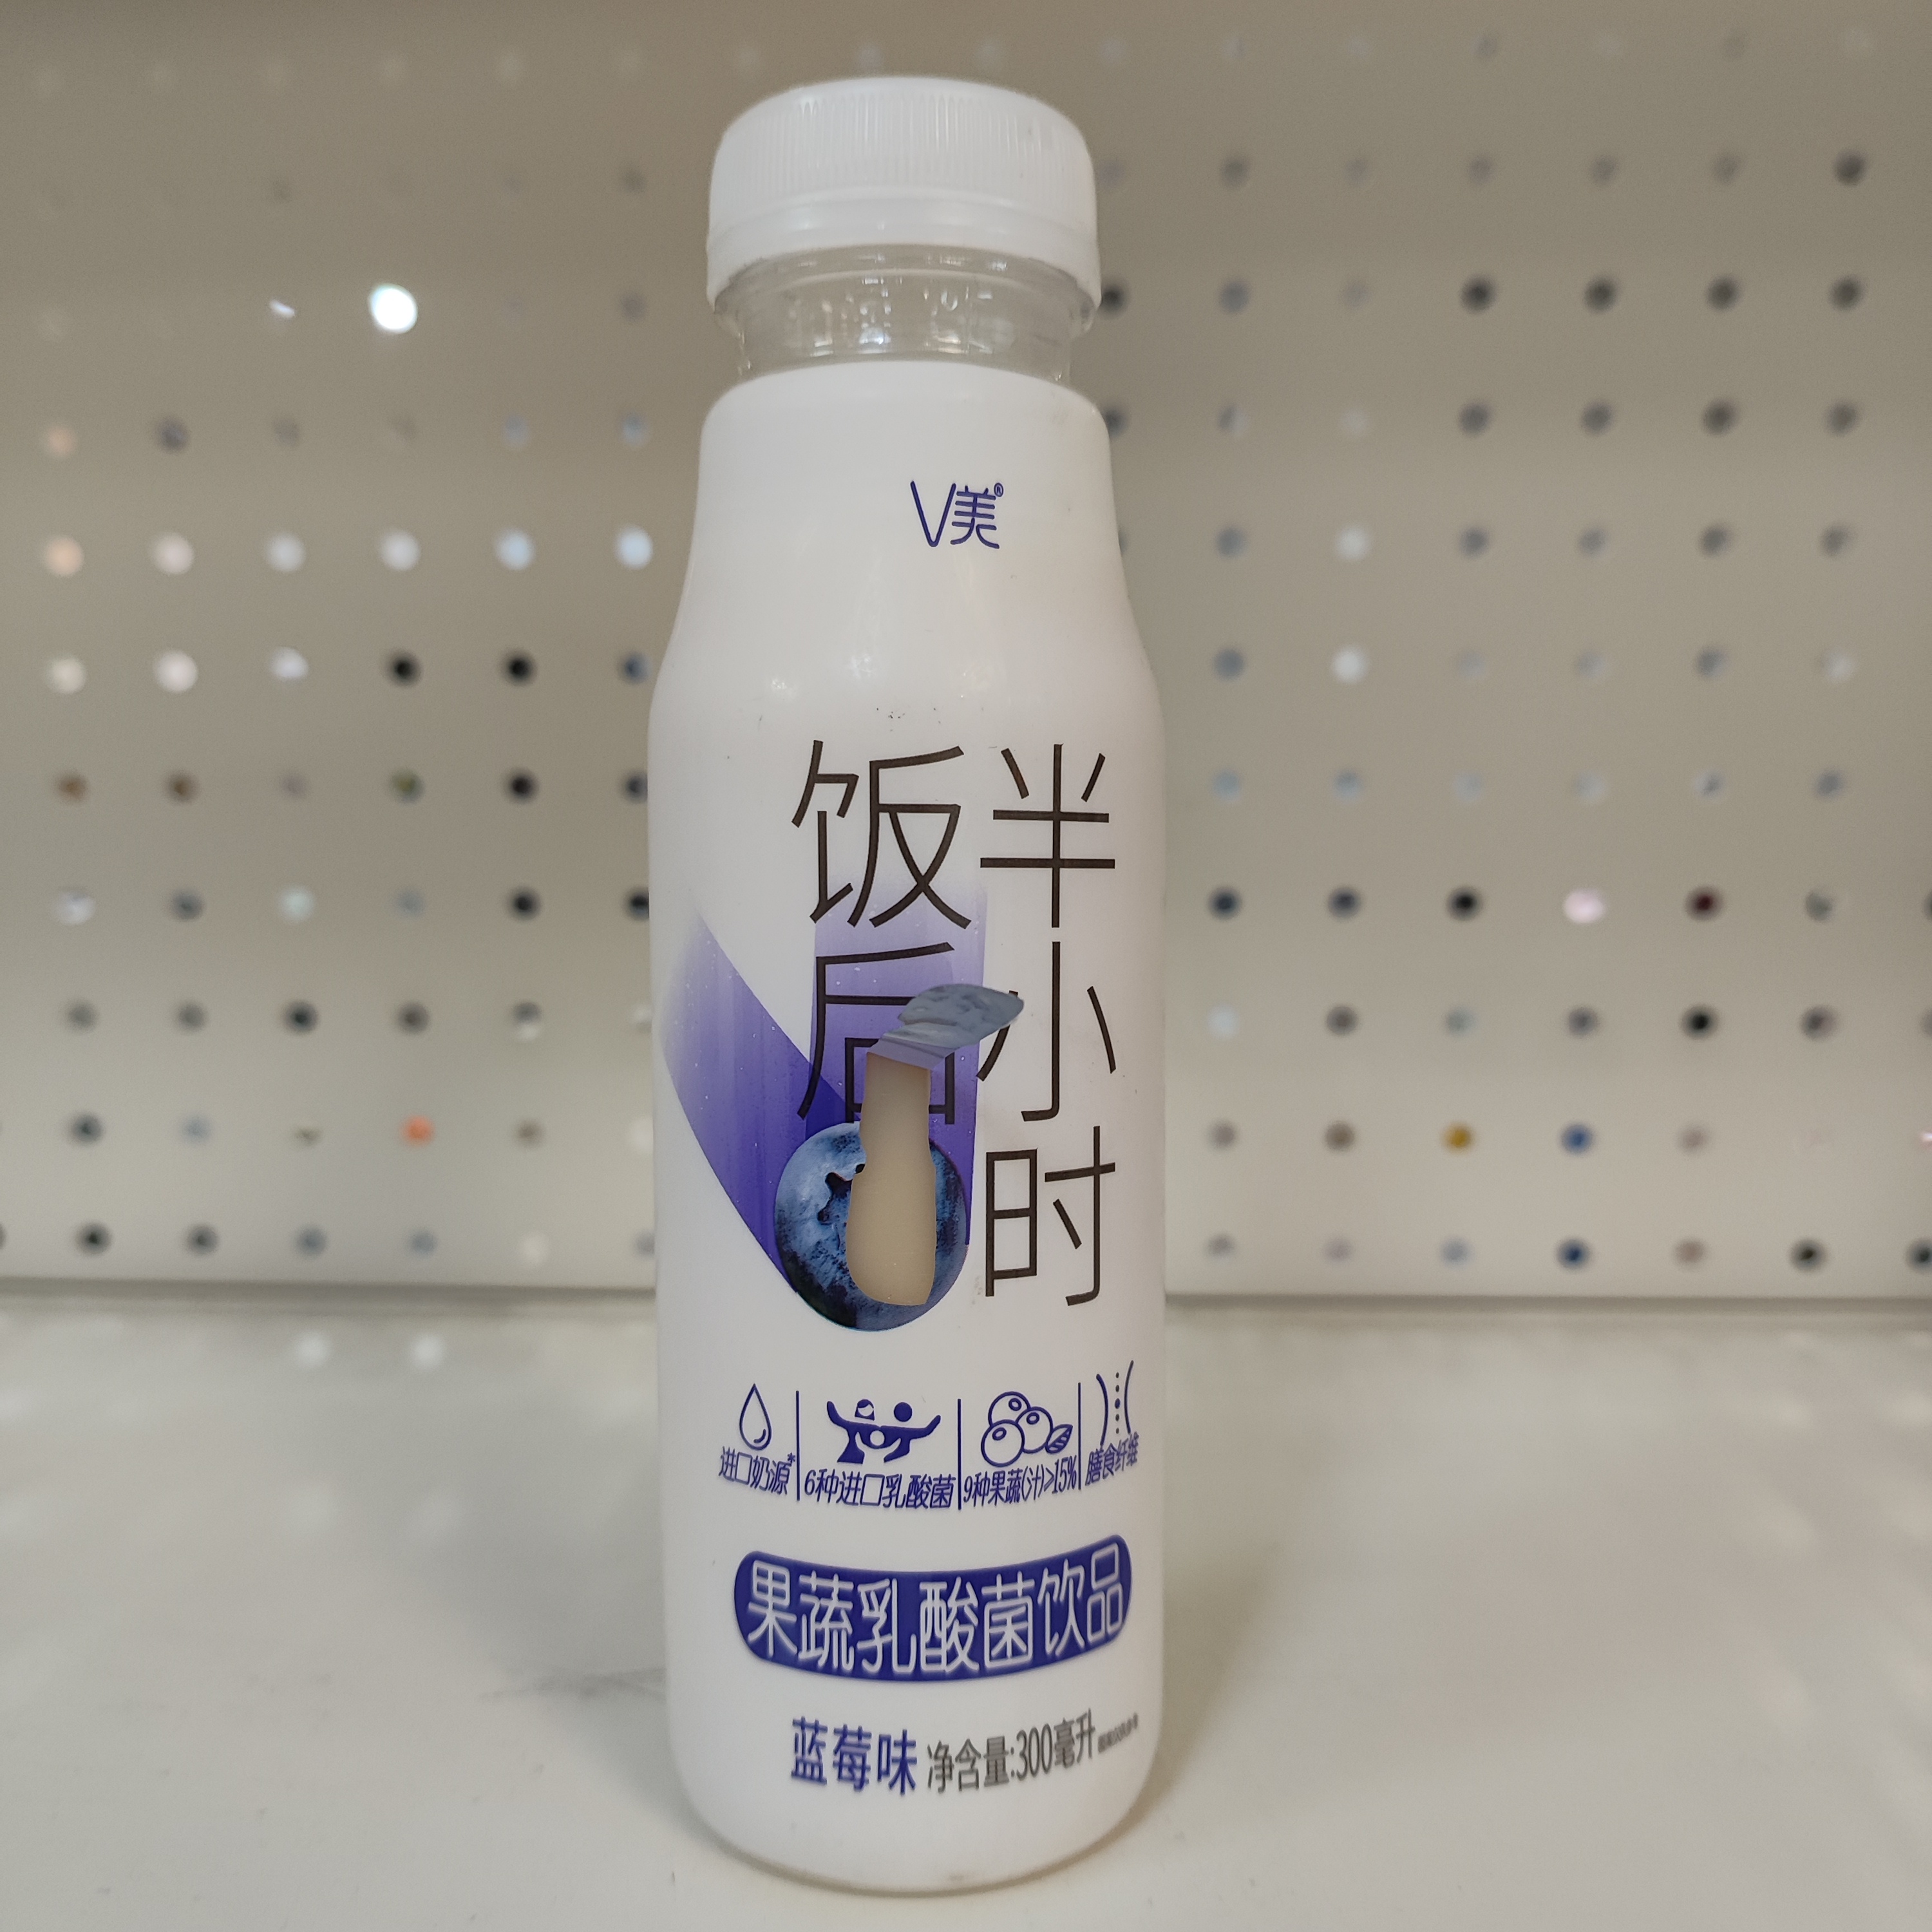 V美®
饭后
半小时
进口奶源*
6种进口乳酸菌
9种果蔬(汁)≥15%
膳食纤维
果蔬乳酸菌饮品
蓝莓味 净含量:300毫升